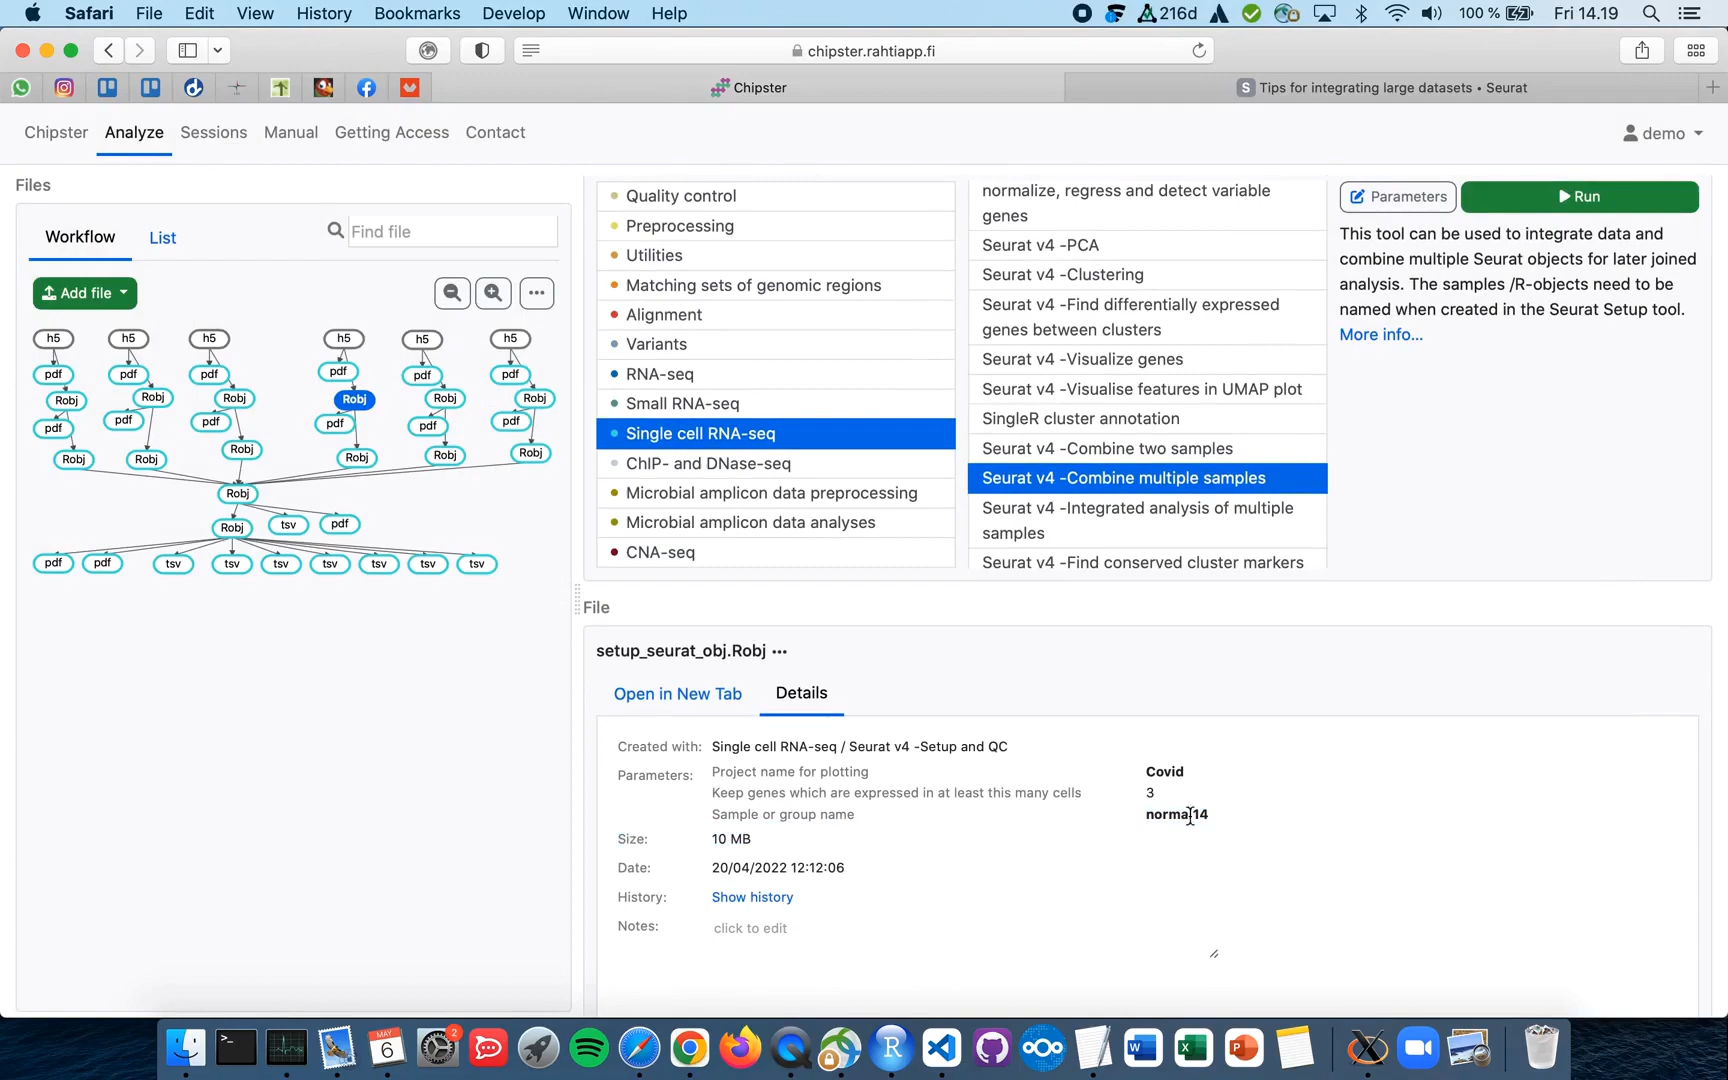 Safari File Edit View History Bookmarks Develop Window Help 216d 100 % Fri 14.19
chipster.rahtiapp.fi
Chipster
S Tips for integrating large datasets • Seurat
Chipster Analyze Sessions Manual Getting Access Contact demo
Files
Workflow
List
Find file
Add file
h5 h5 h5 h5 h5 h5
pdf pdf pdf pdf pdf pdf
Robj Robj Robj Robj Robj Robj
pdf pdf pdf pdf pdf pdf
Robj Robj Robj Robj Robj Robj
Robj
Robj tsv pdf
pdf pdf tsv tsv tsv tsv tsv tsv tsv
Quality control
Preprocessing
Utilities
Matching sets of genomic regions
Alignment
Variants
RNA-seq
Small RNA-seq
Single cell RNA-seq
ChIP- and DNase-seq
Microbial amplicon data preprocessing
Microbial amplicon data analyses
CNA-seq
normalize, regress and detect variable
genes
Seurat v4 -PCA
Seurat v4 -Clustering
Seurat v4 -Find differentially expressed
genes between clusters
Seurat v4 -Visualize genes
Seurat v4 -Visualise features in UMAP plot
SingleR cluster annotation
Seurat v4 -Combine two samples
Seurat v4 -Combine multiple samples
Seurat v4 -Integrated analysis of multiple
samples
Seurat v4 -Find conserved cluster markers
Parameters
Run
This tool can be used to integrate data and
combine multiple Seurat objects for later joined
analysis. The samples /R-objects need to be
named when created in the Seurat Setup tool.
More info...
File
setup_seurat_obj.Robj
Open in New Tab
Details
Created with: Single cell RNA-seq / Seurat v4 -Setup and QC
Parameters: Project name for plotting Covid
Keep genes which are expressed in at least this many cells 3
Sample or group name normal14
Size: 10 MB
Date: 20/04/2022 12:12:06
History: Show history
Notes: click to edit
MAY
6
2
R
W
X
P